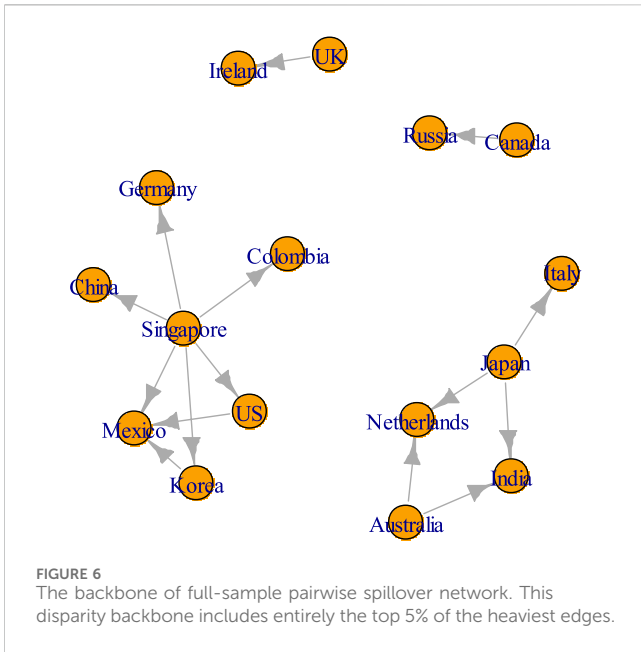 UK
Ireland
Russia
Canada
Germany
Colombia
Italy
China
Singapore
Japan
US
Netherlands
Mexico
India
Korea
Australia
FIGURE 6
The backbone of full-sample pairwise spillover network. This
disparity backbone includes entirely the top 5% of the heaviest edges.